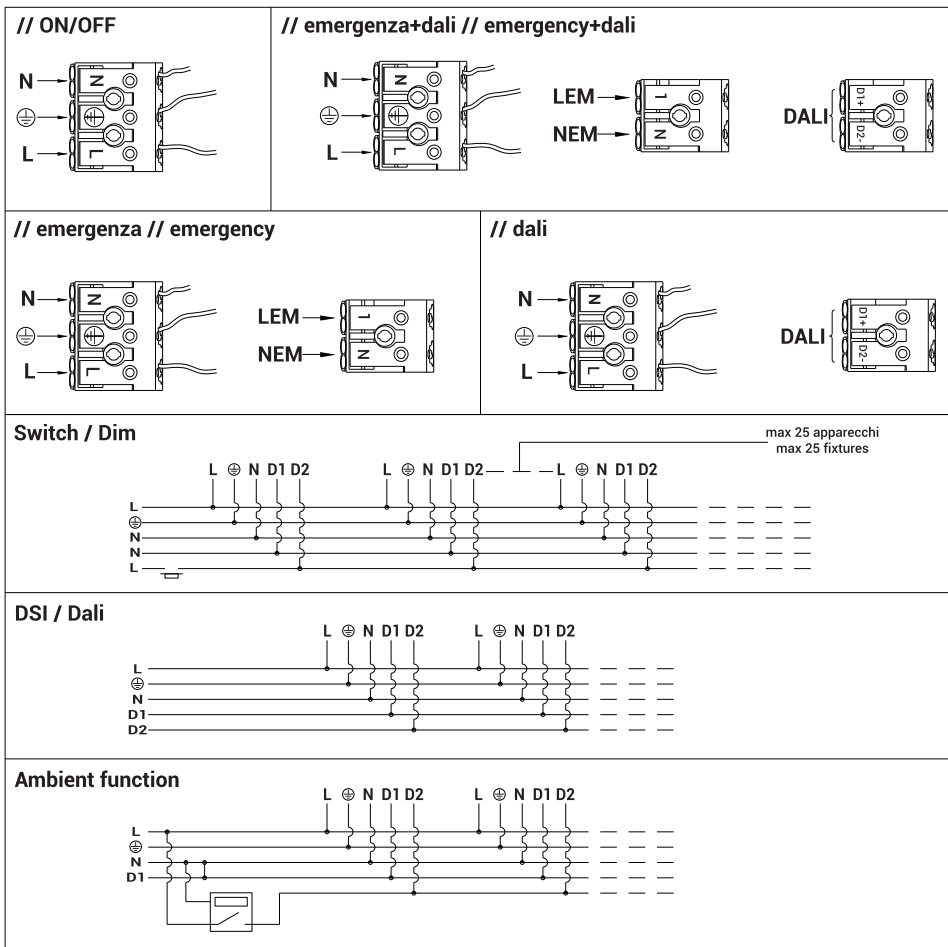 // ON/OFF
N
N
⏚
L
L
// emergenza+dali // emergency+dali
N
N
⏚
L
L
LEM
1
NEM
N
DALI
D1+
D2-
// emergenza // emergency
N
N
⏚
L
L
LEM
1
NEM
N
// dali
N
N
⏚
L
L
DALI
D1+
D2-
Switch / Dim
max 25 apparecchi
max 25 fixtures
L ⏚ N D1 D2 L ⏚ N D1 D2 L ⏚ N D1 D2
L
⏚
N
N
L
DSI / Dali
L ⏚ N D1 D2 L ⏚ N D1 D2
L
⏚
N
D1
D2
Ambient function
L ⏚ N D1 D2 L ⏚ N D1 D2
L
⏚
N
D1